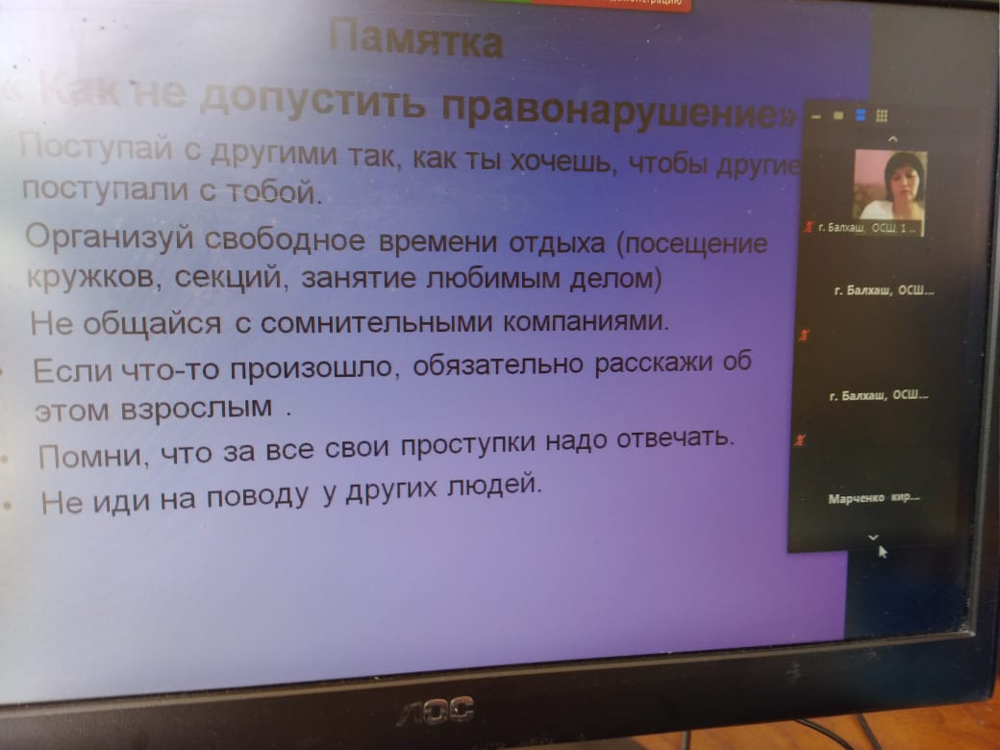 демонстрацию
Памятка
« Как не допустить правонарушение»
Поступай с другими так, как ты хочешь, чтобы другие
поступали с тобой.
Организуй свободное времени отдыха (посещение
кружков, секций, занятие любимым делом)
Не общайся с сомнительными компаниями.
• Если что-то произошло, обязательно расскажи об
этом взрослым .
• Помни, что за все свои проступки надо отвечать.
• Не иди на поводу у других людей.
г. Балхаш, ОСШ 1 ...
г. Балхаш, ОСШ...
г. Балхаш, ОСШ...
Марченко кир...
AOC